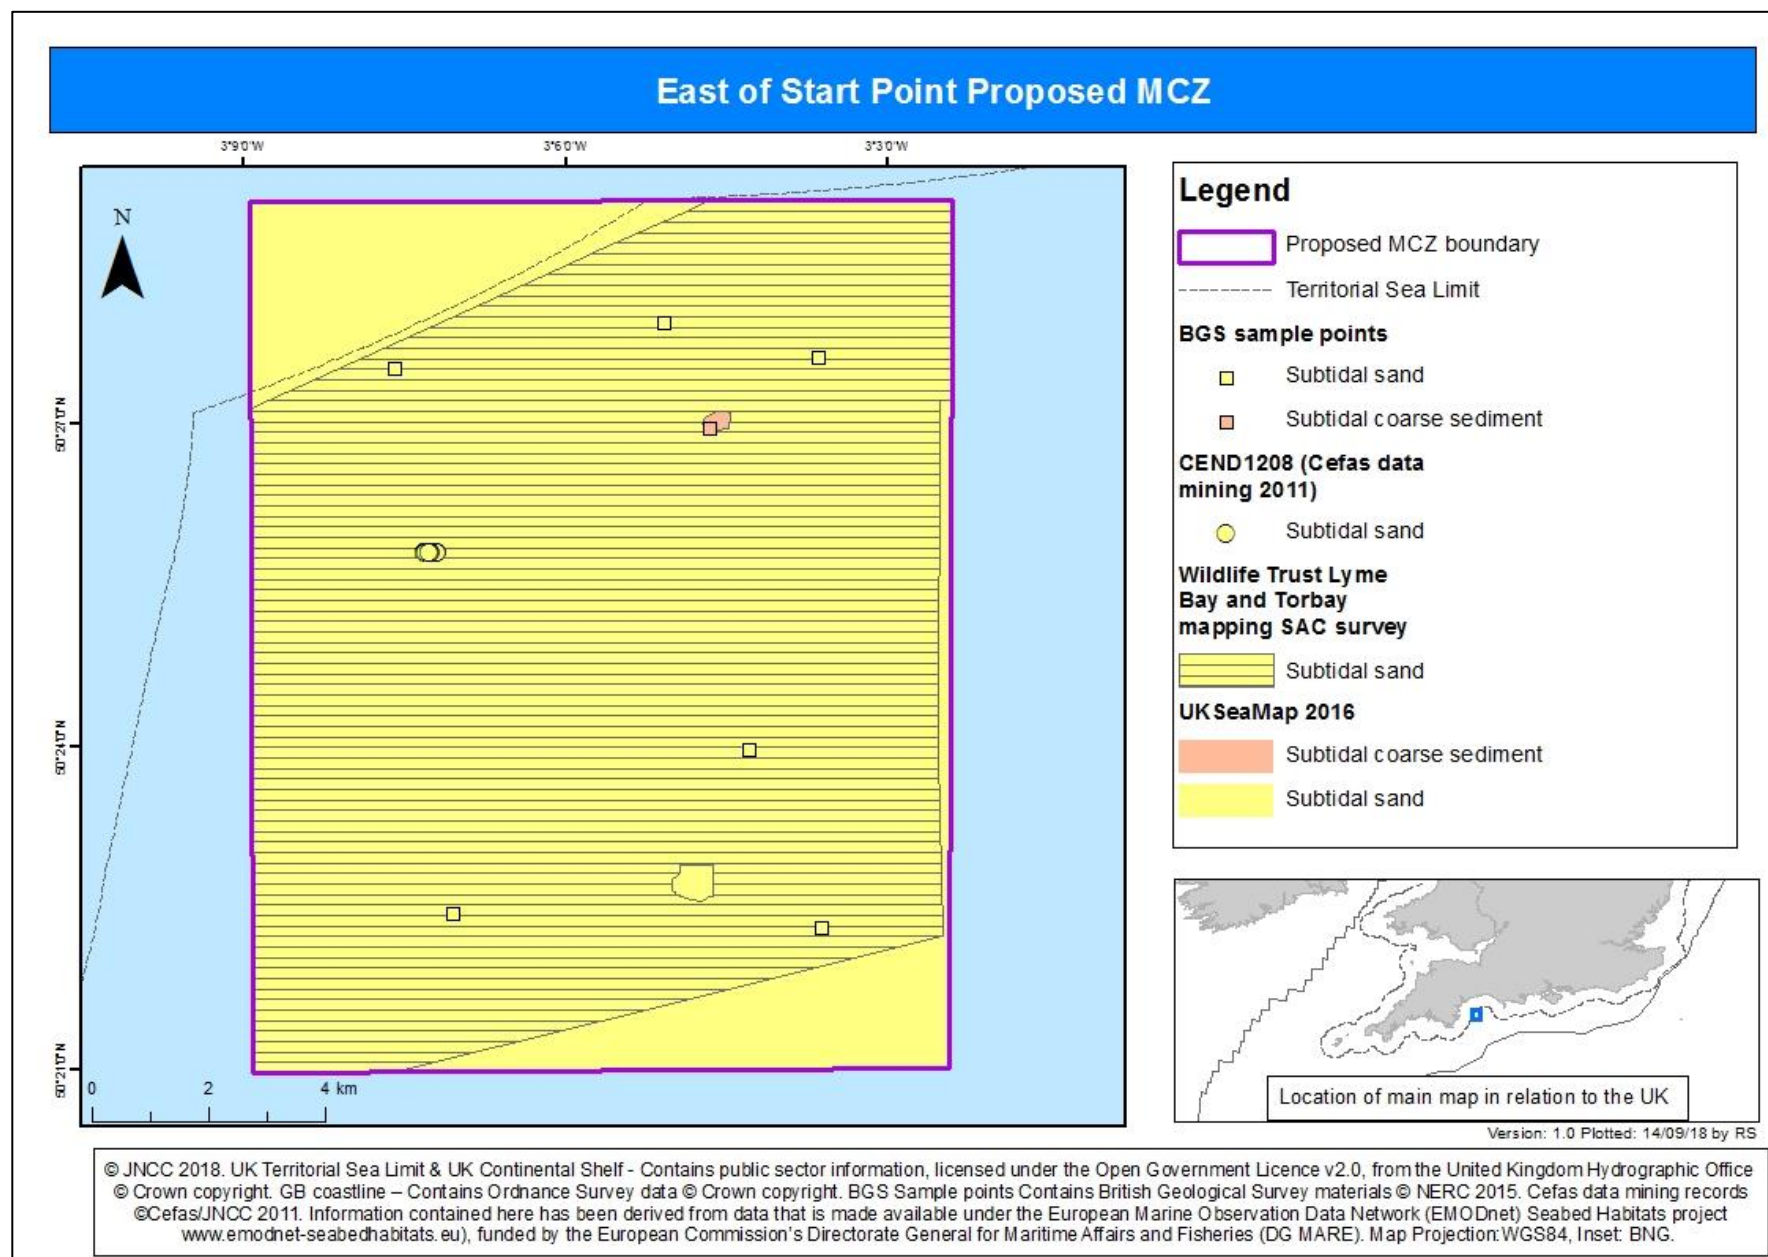 East of Start Point Proposed MCZ
3°9'0"W
3°6'0"W
3°3'0"W
N
50°27'0"N
50°24'0"N
50°21'0"N
0 2 4 km
Legend
Proposed MCZ boundary
Territorial Sea Limit
BGS sample points
Subtidal sand
Subtidal coarse sediment
CEND1208 (Cefas data
mining 2011)
Subtidal sand
Wildlife Trust Lyme
Bay and Torbay
mapping SAC survey
Subtidal sand
UKSeaMap 2016
Subtidal coarse sediment
Subtidal sand
Location of main map in relation to the UK
Version: 1.0 Plotted: 14/09/18 by RS
© JNCC 2018. UK Territorial Sea Limit & UK Continental Shelf - Contains public sector information, licensed under the Open Government Licence v2.0, from the United Kingdom Hydrographic Office
© Crown copyright. GB coastline – Contains Ordnance Survey data © Crown copyright. BGS Sample points Contains British Geological Survey materials © NERC 2015. Cefas data mining records
©Cefas/JNCC 2011. Information contained here has been derived from data that is made available under the European Marine Observation Data Network (EMODnet) Seabed Habitats project
www.emodnet-seabedhabitats.eu), funded by the European Commission's Directorate General for Maritime Affairs and Fisheries (DG MARE). Map Projection:WGS84, Inset: BNG.